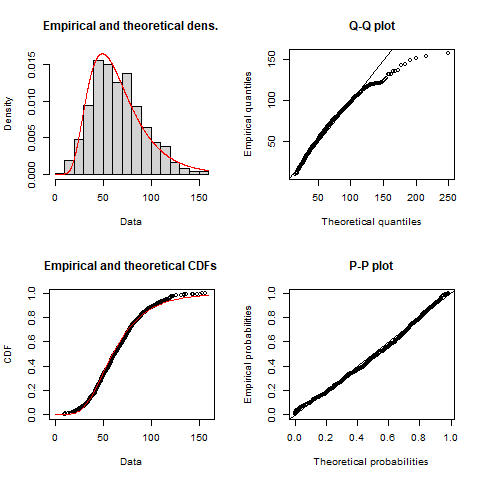 Empirical and theoretical dens.
Density
0.000 0.005 0.010 0.015
0 50 100 150
Data
Q-Q plot
Empirical quantiles
50 100 150
50 100 150 200 250
Theoretical quantiles
Empirical and theoretical CDFs
CDF
0.0 0.2 0.4 0.6 0.8 1.0
0 50 100 150
Data
P-P plot
Empirical probabilities
0.0 0.2 0.4 0.6 0.8 1.0
0.0 0.2 0.4 0.6 0.8 1.0
Theoretical probabilities